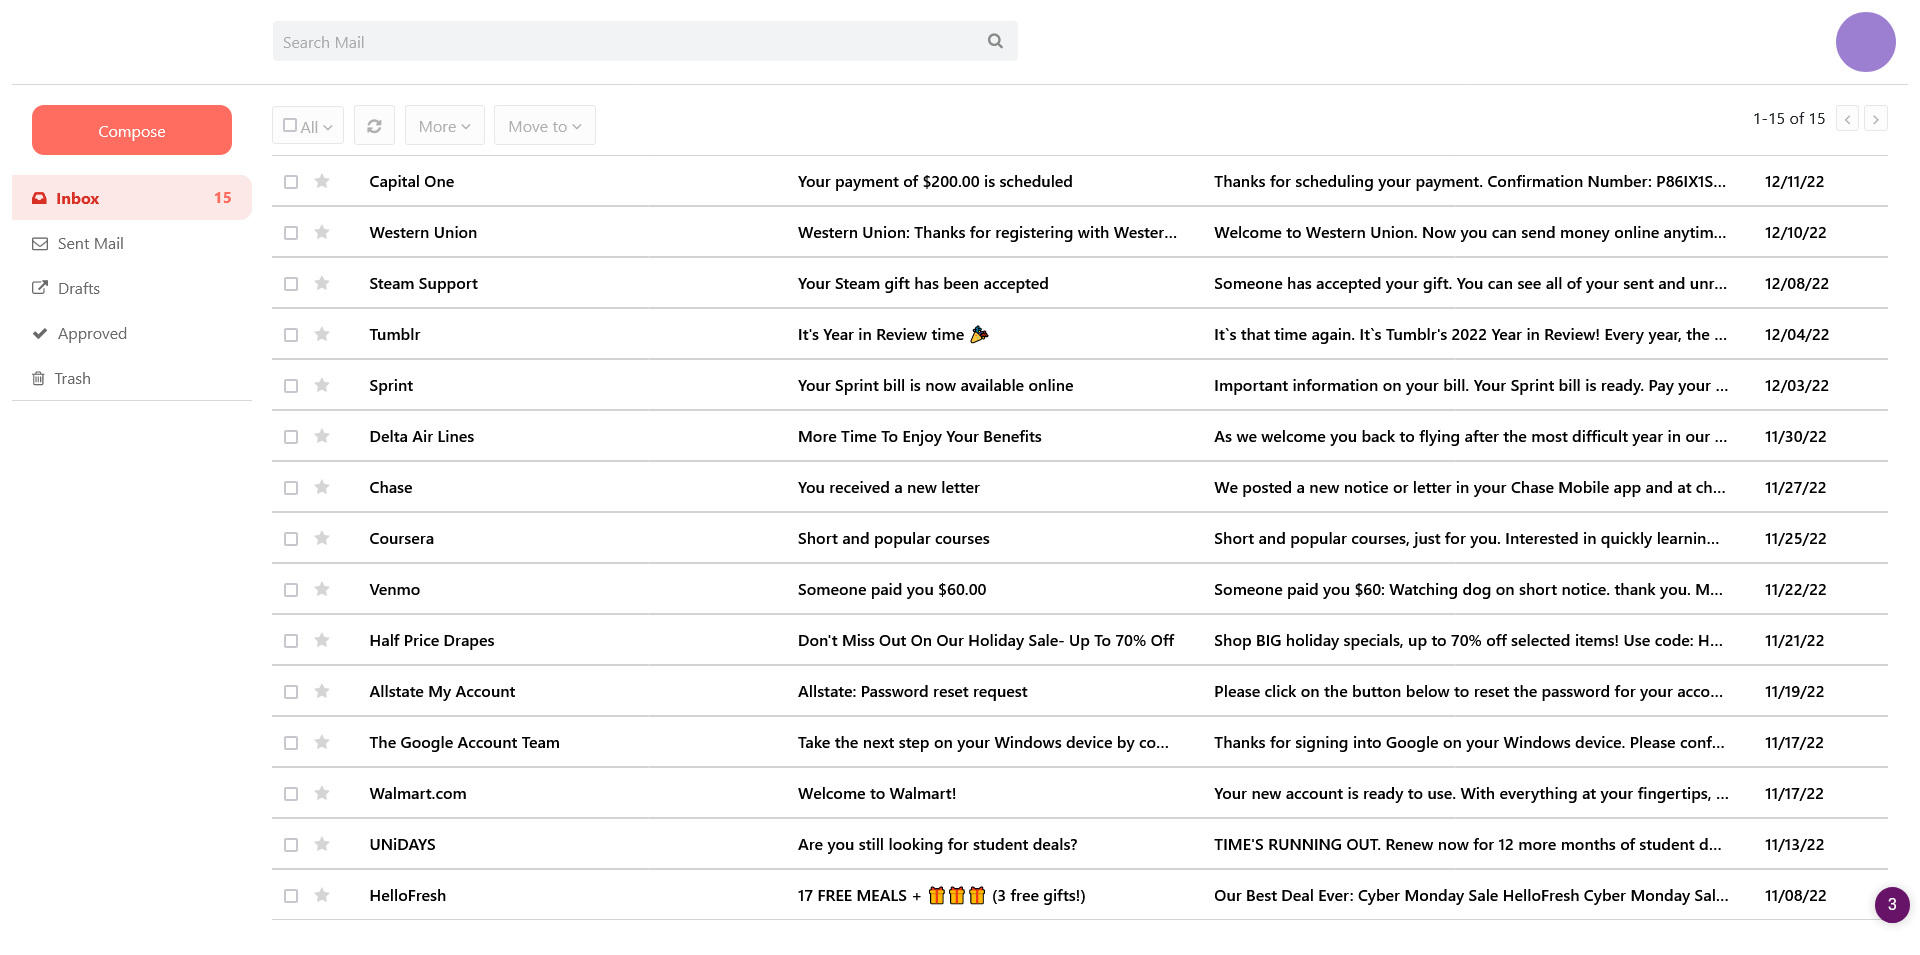 Search Mail
Compose
All More Move to 1-15 of 15
Inbox 15
Sent Mail
Drafts
Approved
Trash
Capital One Your payment of $200.00 is scheduled Thanks for scheduling your payment. Confirmation Number: P86IX1S... 12/11/22
Western Union Western Union: Thanks for registering with Wester... Welcome to Western Union. Now you can send money online anytim... 12/10/22
Steam Support Your Steam gift has been accepted Someone has accepted your gift. You can see all of your sent and unr... 12/08/22
Tumblr It's Year in Review time 🎉 It`s that time again. It`s Tumblr's 2022 Year in Review! Every year, the ... 12/04/22
Sprint Your Sprint bill is now available online Important information on your bill. Your Sprint bill is ready. Pay your ... 12/03/22
Delta Air Lines More Time To Enjoy Your Benefits As we welcome you back to flying after the most difficult year in our ... 11/30/22
Chase You received a new letter We posted a new notice or letter in your Chase Mobile app and at ch... 11/27/22
Coursera Short and popular courses Short and popular courses, just for you. Interested in quickly learnin... 11/25/22
Venmo Someone paid you $60.00 Someone paid you $60: Watching dog on short notice. thank you. M... 11/22/22
Half Price Drapes Don't Miss Out On Our Holiday Sale- Up To 70% Off Shop BIG holiday specials, up to 70% off selected items! Use code: H... 11/21/22
Allstate My Account Allstate: Password reset request Please click on the button below to reset the password for your acco... 11/19/22
The Google Account Team Take the next step on your Windows device by co... Thanks for signing into Google on your Windows device. Please conf... 11/17/22
Walmart.com Welcome to Walmart! Your new account is ready to use. With everything at your fingertips, ... 11/17/22
UNiDAYS Are you still looking for student deals? TIME'S RUNNING OUT. Renew now for 12 more months of student d... 11/13/22
HelloFresh 17 FREE MEALS + 🎁🎁🎁 (3 free gifts!) Our Best Deal Ever: Cyber Monday Sale HelloFresh Cyber Monday Sal... 11/08/22
3